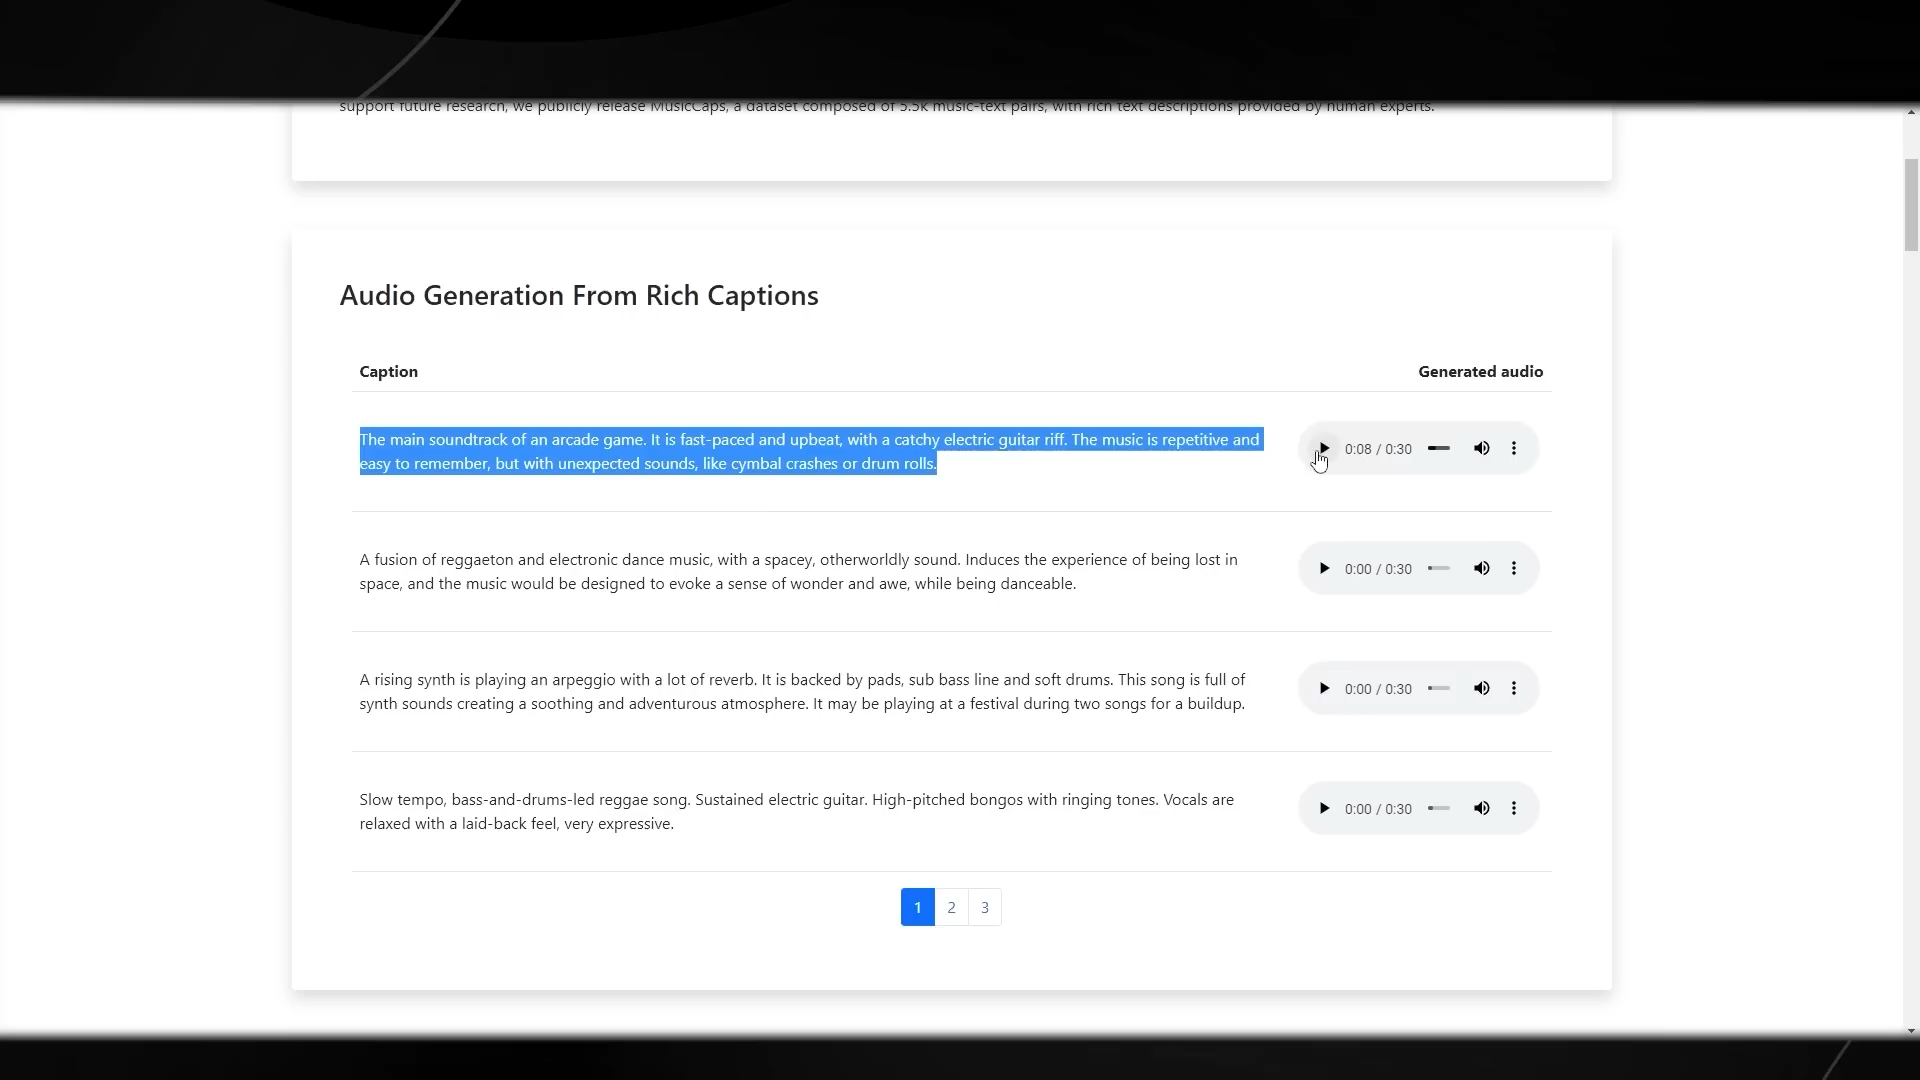 support future research, we publicly release MusicCaps, a dataset composed of 5.5k music-text pairs, with rich text descriptions provided by human experts.
Audio Generation From Rich Captions
Caption Generated audio
The main soundtrack of an arcade game. It is fast-paced and upbeat, with a catchy electric guitar riff. The music is repetitive and
easy to remember, but with unexpected sounds, like cymbal crashes or drum rolls.
0:08 / 0:30
A fusion of reggaeton and electronic dance music, with a spacey, otherworldly sound. Induces the experience of being lost in
space, and the music would be designed to evoke a sense of wonder and awe, while being danceable.
0:00 / 0:30
A rising synth is playing an arpeggio with a lot of reverb. It is backed by pads, sub bass line and soft drums. This song is full of
synth sounds creating a soothing and adventurous atmosphere. It may be playing at a festival during two songs for a buildup.
0:00 / 0:30
Slow tempo, bass-and-drums-led reggae song. Sustained electric guitar. High-pitched bongos with ringing tones. Vocals are
relaxed with a laid-back feel, very expressive.
0:00 / 0:30
1 2 3